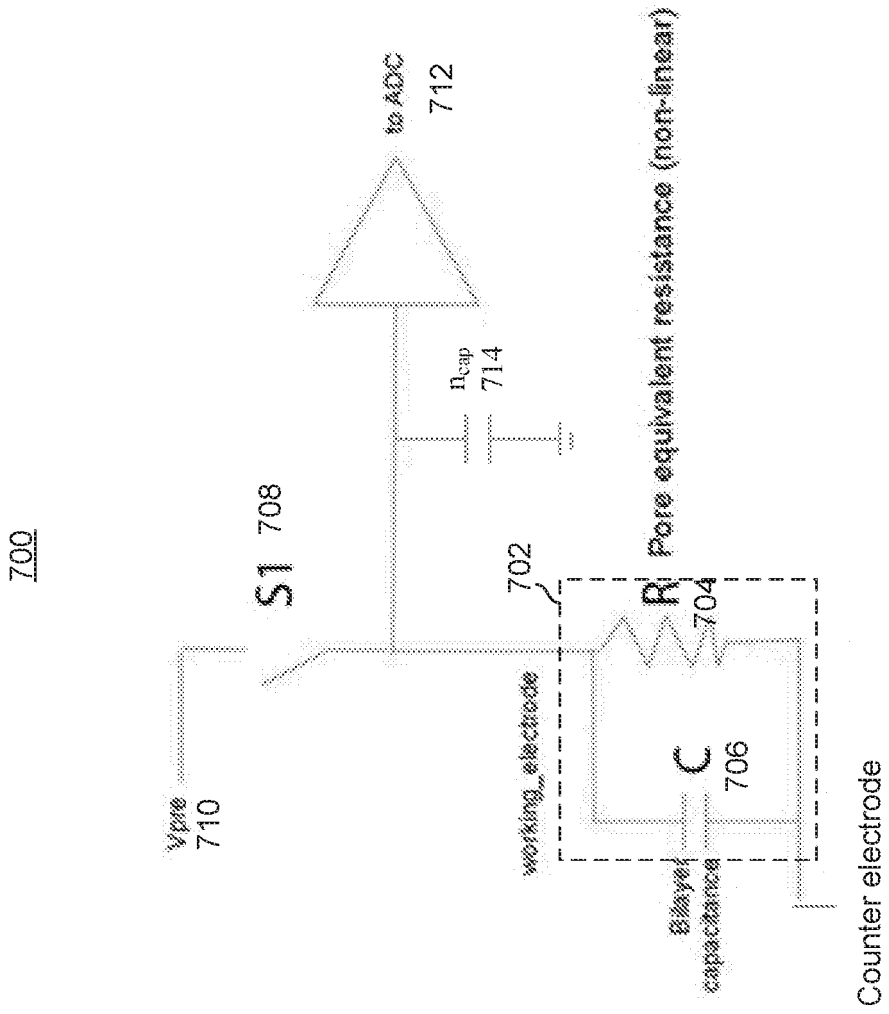 700
Vpre
710
S1 708
to ADC
712
n_cap
714
working_electrode
702
Bilayer
capacitance
C
706
R Pore equivalent resistance (non-linear)
704
Counter electrode